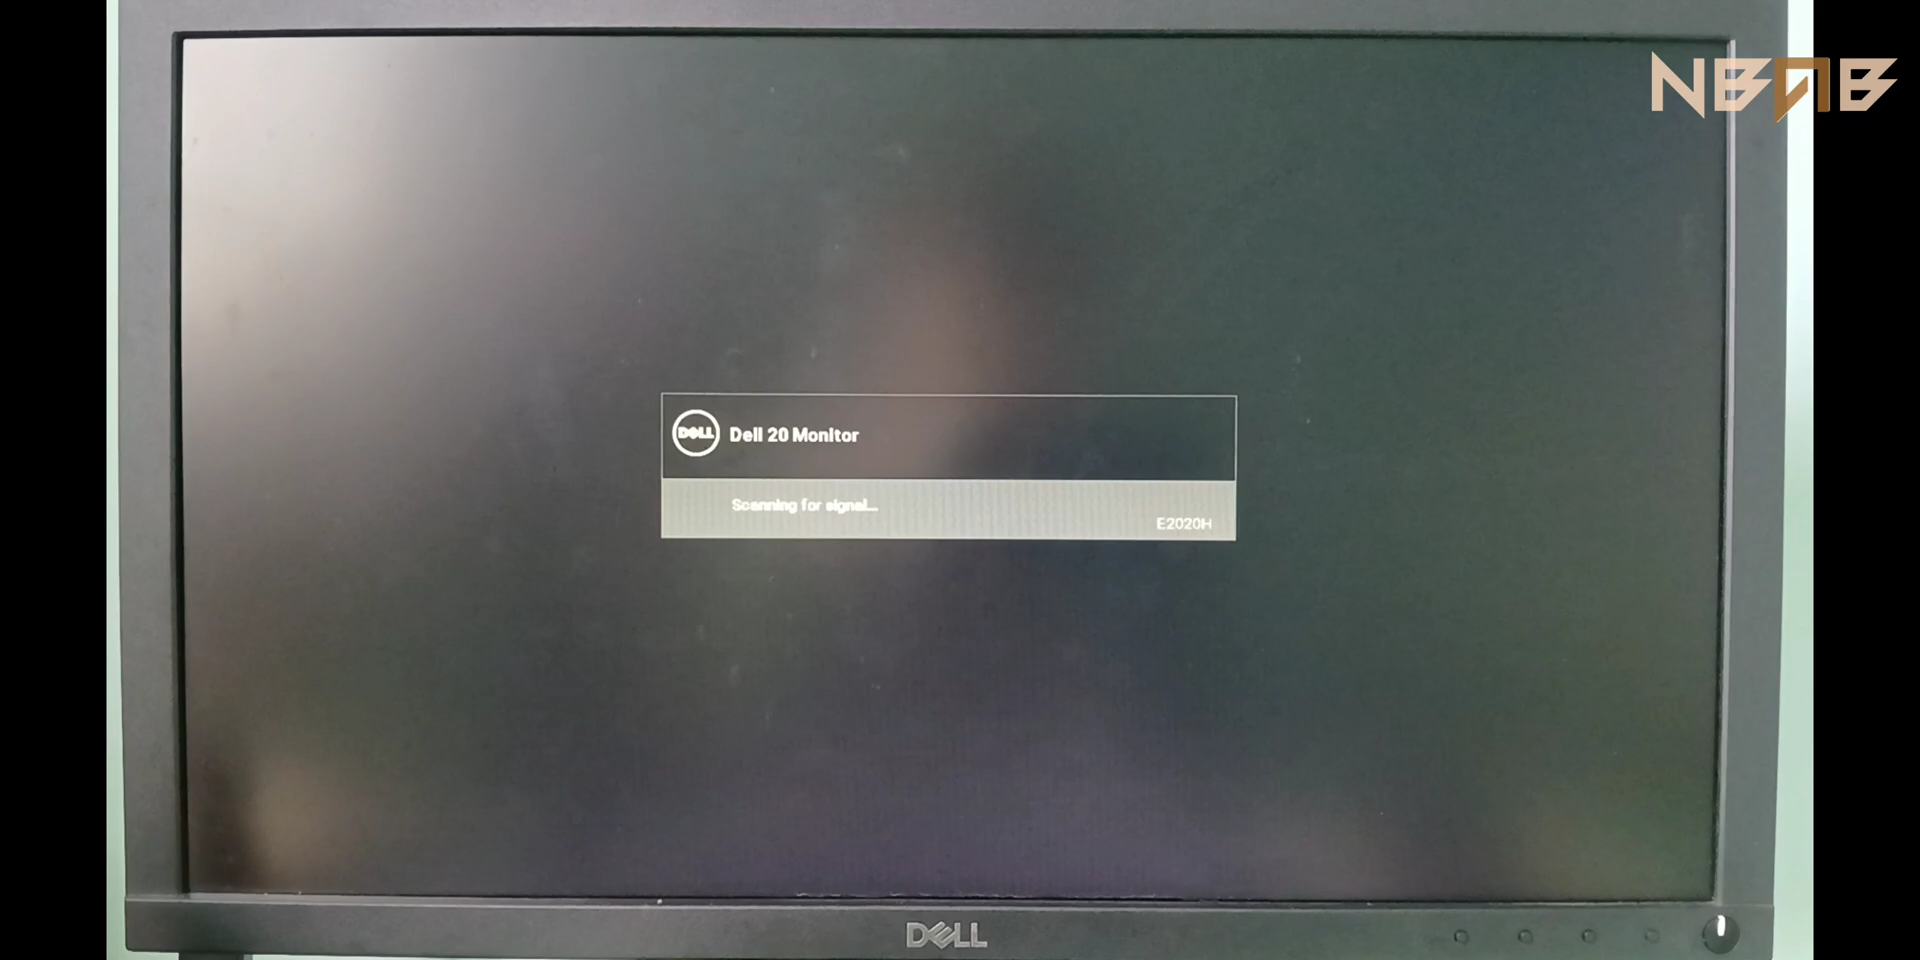 NBAB
DELL Dell 20 Monitor
Scanning for signal...
E2020H
DELL